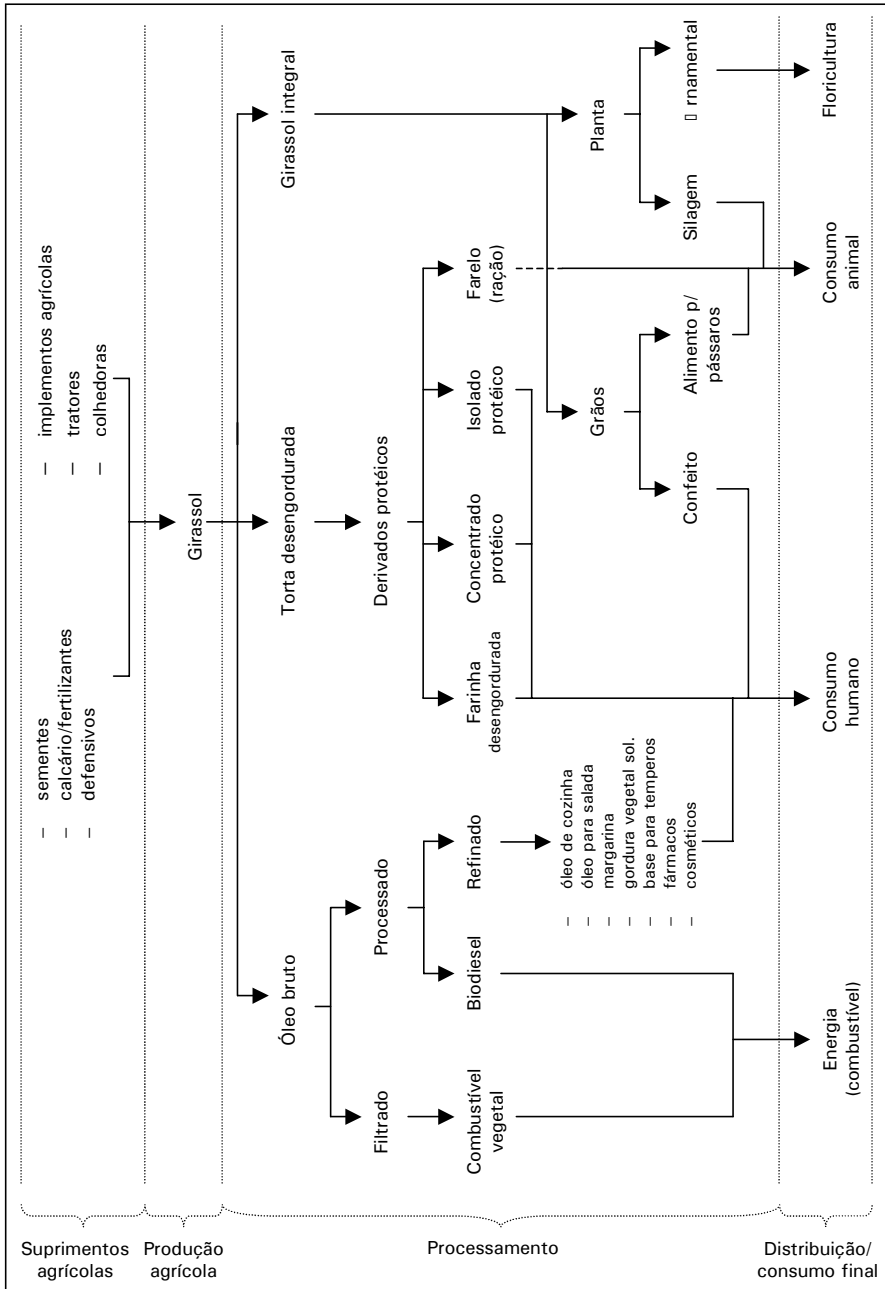 Suprimentos
agrícolas
– sementes
– calcário/fertilizantes
– defensivos
– implementos agrícolas
– tratores
– colhedoras
Produção
agrícola
Girassol
Processamento
Óleo bruto
Torta desengordurada
Girassol integral
Filtrado
Processado
Derivados protéicos
Combustível
vegetal
Biodiesel
Refinado
Farinha
desengordurada
Concentrado
protéico
Isolado
protéico
Farelo
(ração)
– óleo de cozinha
– óleo para salada
– margarina
– gordura vegetal sol.
– base para temperos
– fármacos
– cosméticos
Grãos
Planta
Confeito
Alimento p/
pássaros
Silagem
rnamental
Distribuição/
consumo final
Energia
(combustível)
Consumo
humano
Consumo
animal
Floricultura